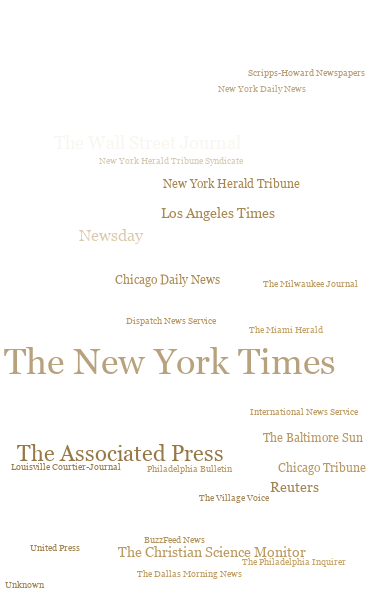 Scripps-Howard Newspapers
New York Daily News
The Wall Street Journal
New York Herald Tribune Syndicate
New York Herald Tribune
Los Angeles Times
Newsday
Chicago Daily News
The Milwaukee Journal
Dispatch News Service
The Miami Herald
The New York Times
International News Service
The Baltimore Sun
The Associated Press
Louisville Courtier-Journal
Philadelphia Bulletin
Chicago Tribune
Reuters
The Village Voice
BuzzFeed News
United Press
The Christian Science Monitor
The Philadelphia Inquirer
The Dallas Morning News
Unknown